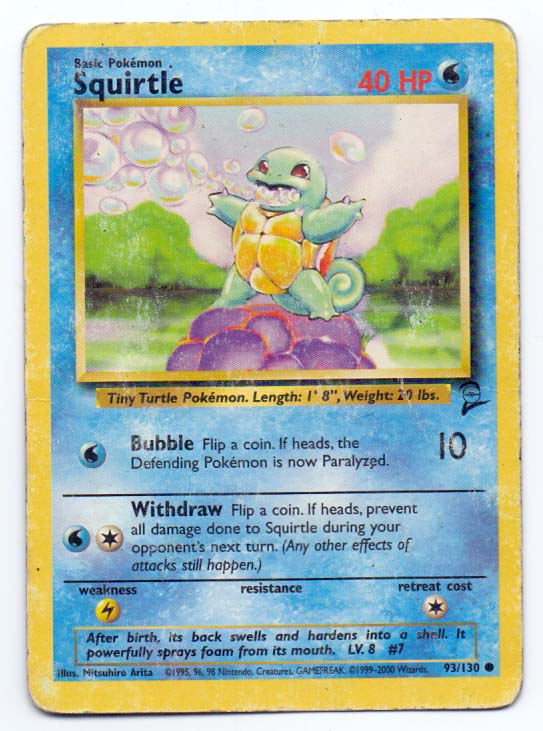 Basic Pokémon
Squirtle
40 HP
Tiny Turtle Pokémon. Length: 1' 8", Weight: 20 lbs.
Bubble Flip a coin. If heads, the
Defending Pokémon is now Paralyzed.
10
Withdraw Flip a coin. If heads, prevent
all damage done to Squirtle during your
opponent's next turn. (Any other effects of
attacks still happen.)
weakness
resistance
retreat cost
After birth, its back swells and hardens into a shell. It
powerfully sprays foam from its mouth. LV. 8 #7
Illus. Mitsuhiro Arita ©1995, 96, 98 Nintendo, Creatures, GAMEFREAK. ©1999-2000 Wizards. 93/130